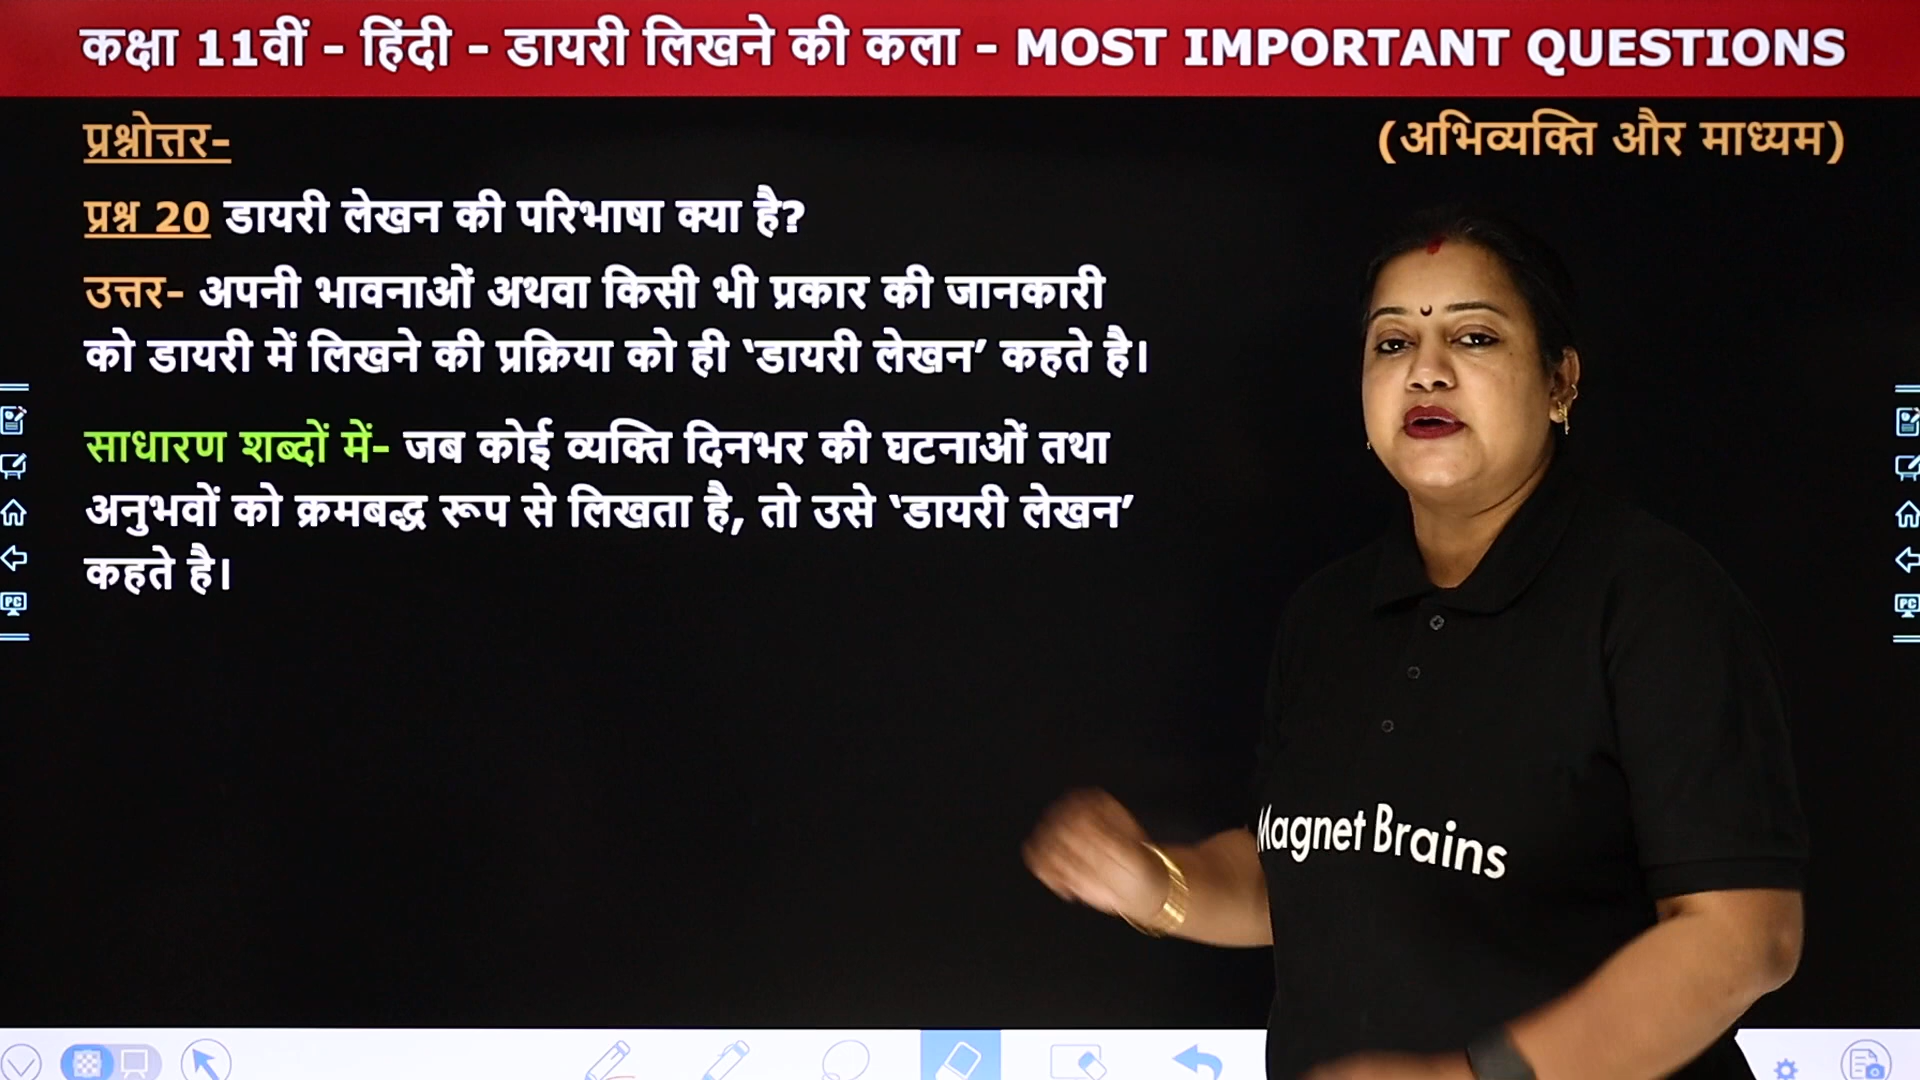 कक्षा 11वीं - हिंदी - डायरी लिखने की कला - MOST IMPORTANT QUESTIONS
प्रश्नोत्तर-
(अभिव्यक्ति और माध्यम)
प्रश्न 20 डायरी लेखन की परिभाषा क्या है?
उत्तर- अपनी भावनाओं अथवा किसी भी प्रकार की जानकारी
को डायरी में लिखने की प्रक्रिया को ही ‘डायरी लेखन’ कहते है।
साधारण शब्दों में- जब कोई व्यक्ति दिनभर की घटनाओं तथा
अनुभवों को क्रमबद्ध रूप से लिखता है, तो उसे ‘डायरी लेखन’
कहते है।
Magnet Brains
PC
PC